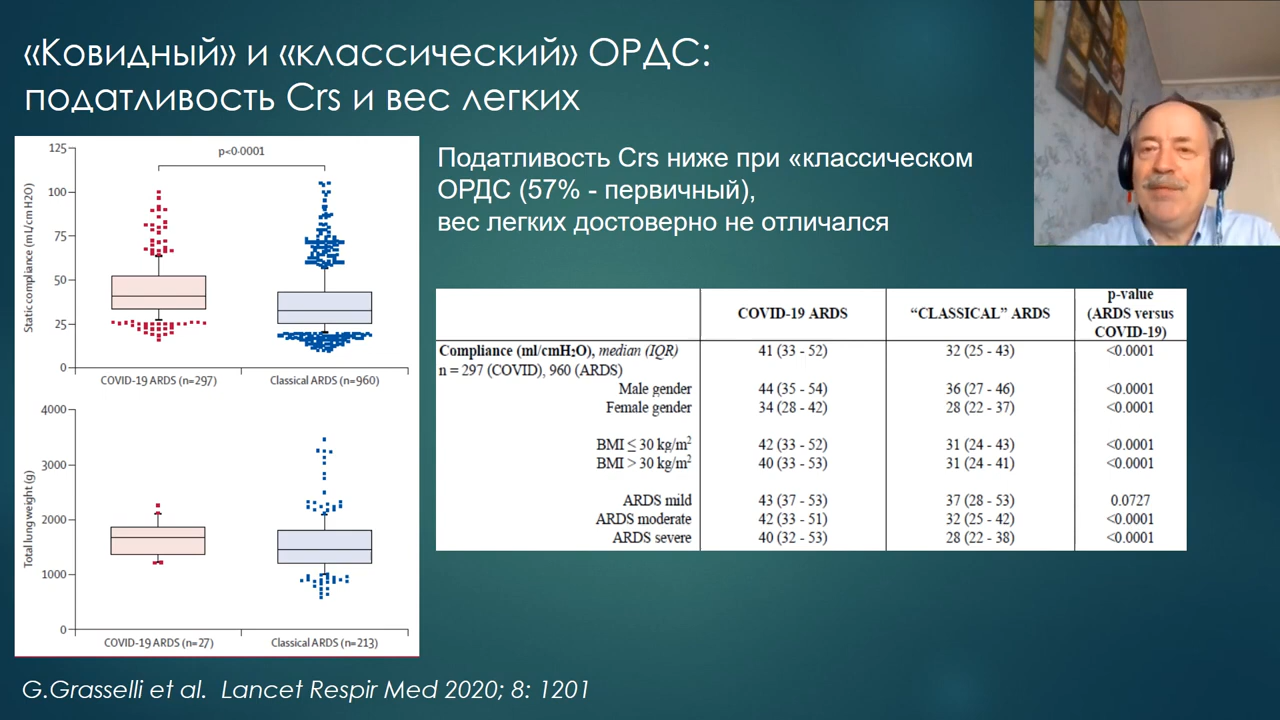 «Ковидный» и «классический» ОРДС:
податливость Crs и вес легких
p<0·0001
125
100
75
50
25
0
Static compliance (mL/cm H2O)
COVID-19 ARDS (n=297)
Classical ARDS (n=960)
4000
3000
2000
1000
0
Total lung weight (g)
COVID-19 ARDS (n=27)
Classical ARDS (n=213)
Податливость Crs ниже при «классическом
ОРДС (57% - первичный),
вес легких достоверно не отличался
COVID-19 ARDS “CLASSICAL” ARDS p-value
(ARDS versus
COVID-19)
Compliance (ml/cmH₂O), median (IQR) 41 (33 - 52) 32 (25 - 43) <0.0001
n = 297 (COVID), 960 (ARDS)
Male gender 44 (35 - 54) 36 (27 - 46) <0.0001
Female gender 34 (28 - 42) 28 (22 - 37) <0.0001
BMI ≤ 30 kg/m² 42 (33 - 52) 31 (24 - 43) <0.0001
BMI > 30 kg/m² 40 (33 - 53) 31 (24 - 41) <0.0001
ARDS mild 43 (37 - 53) 37 (28 - 53) 0.0727
ARDS moderate 42 (33 - 51) 32 (25 - 42) <0.0001
ARDS severe 40 (32 - 53) 28 (22 - 38) <0.0001
G.Grasselli et al. Lancet Respir Med 2020; 8: 1201